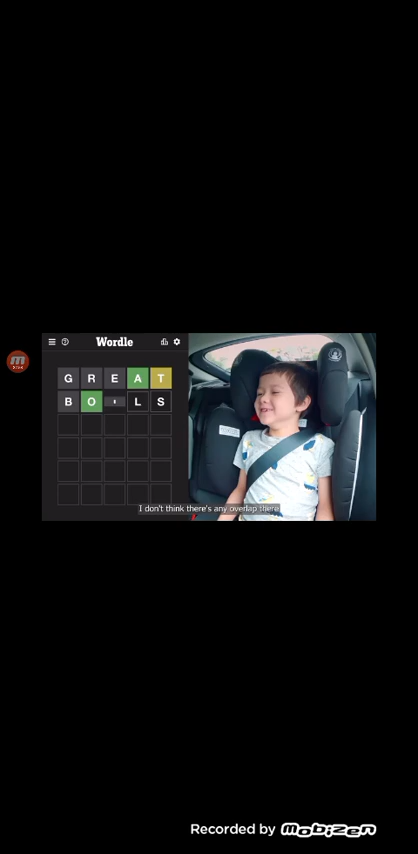 Wordle
G R E A T
B O L S
I don't think there's any overlap there
Recorded by mobizen